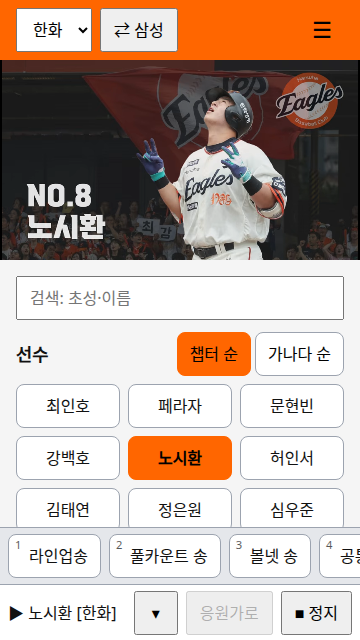 한화 ⇄ 삼성 ☰
Eagles
NO.8
노시환
Eagles
최강
검색: 초성·이름
선수 챕터 순 가나다 순
최인호 페라자 문현빈
강백호 노시환 허인서
김태연 정은원 심우준
1 라인업송 2 풀카운트 송 3 볼넷 송 4
▶ 노시환 [한화] ▼ 응원가로 ■ 정지